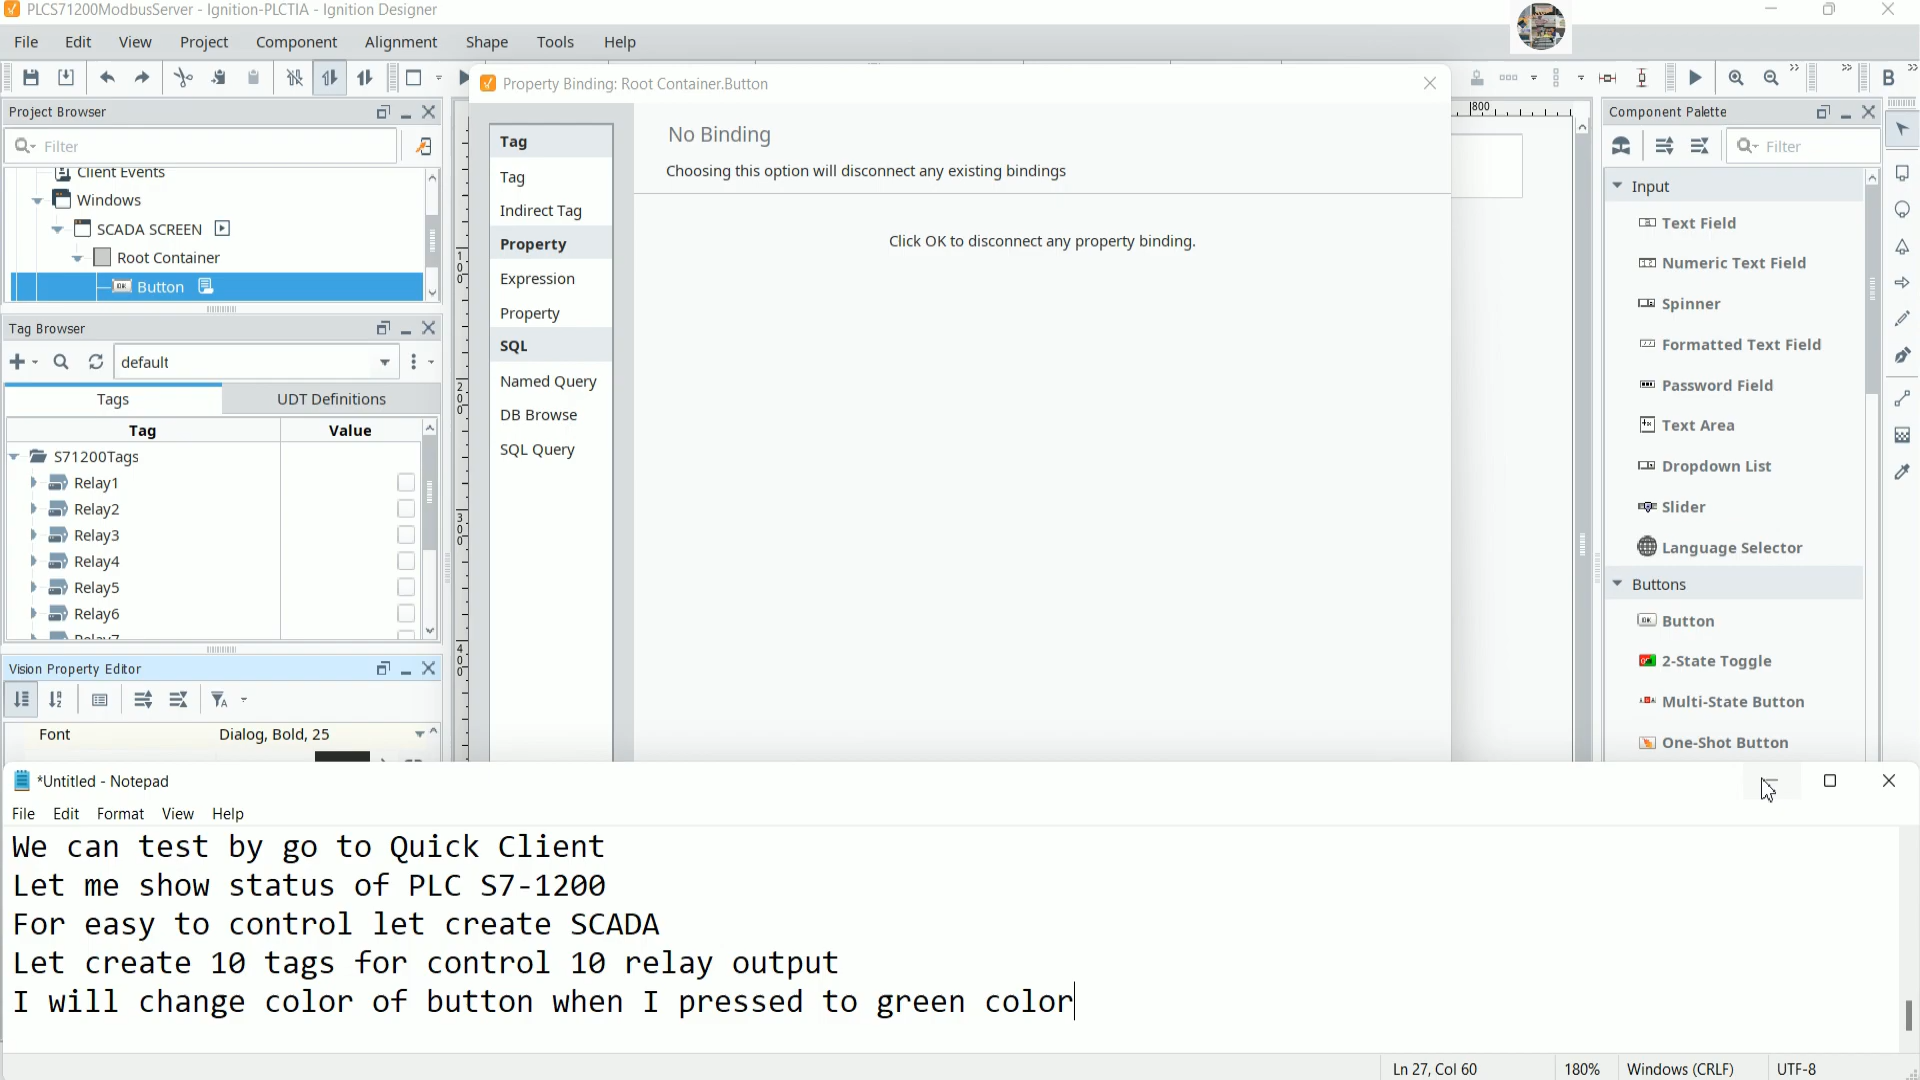 PLCS71200ModbusServer - Ignition-PLCTIA - Ignition Designer
File Edit View Project Component Alignment Shape Tools Help
Project Browser
Filter
Client Events
Windows
SCADA SCREEN
Root Container
Button
Tag Browser
default
Tags UDT Definitions
Tag Value
S71200Tags
Relay1
Relay2
Relay3
Relay4
Relay5
Relay6
Relay7
Vision Property Editor
Font Dialog, Bold, 25
Property Binding: Root Container.Button
Tag
Tag
Indirect Tag
Property
Expression
Property
SQL
Named Query
DB Browse
SQL Query
No Binding
Choosing this option will disconnect any existing bindings
Click OK to disconnect any property binding.
800
100
200
300
400
B
Component Palette
Filter
Input
Text Field
Numeric Text Field
Spinner
Formatted Text Field
Password Field
Text Area
Dropdown List
Slider
Language Selector
Buttons
Button
2-State Toggle
Multi-State Button
One-Shot Button
*Untitled - Notepad
File Edit Format View Help
We can test by go to Quick Client
Let me show status of PLC S7-1200
For easy to control let create SCADA
Let create 10 tags for control 10 relay output
I will change color of button when I pressed to green color
Ln 27, Col 60 180% Windows (CRLF) UTF-8